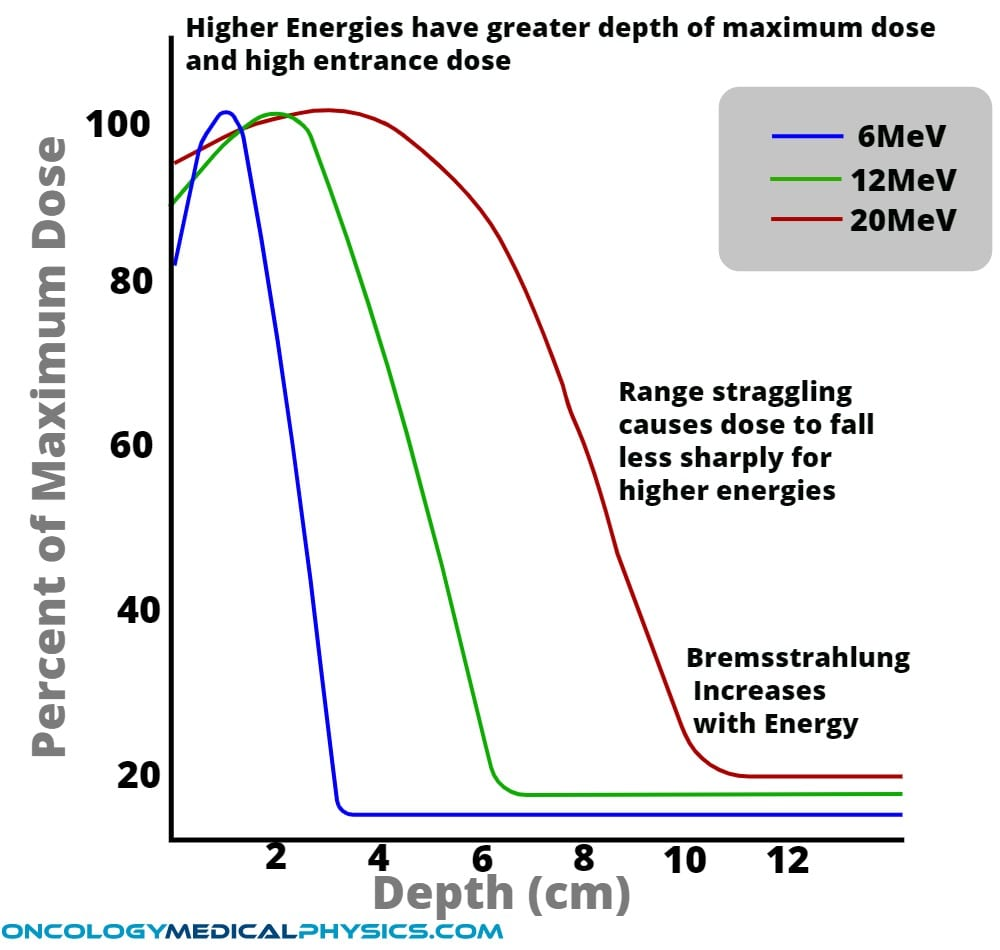 Higher Energies have greater depth of maximum dose
and high entrance dose
6MeV
12MeV
20MeV
Percent of Maximum Dose
100
80
60
40
20
Range straggling
causes dose to fall
less sharply for
higher energies
Bremsstrahlung
Increases
with Energy
2 4 6 8 10 12
Depth (cm)
ONCOLOGYMEDICALPHYSICS.COM